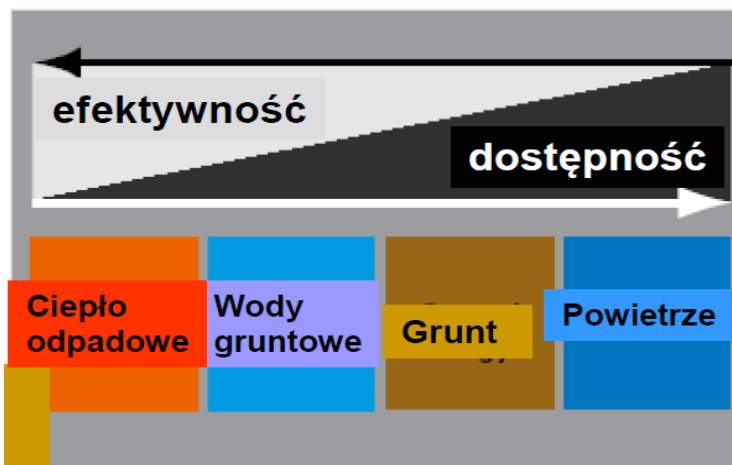 efektywność
dostępność
Ciepło
odpadowe
Wody
gruntowe
Grunt
Powietrze